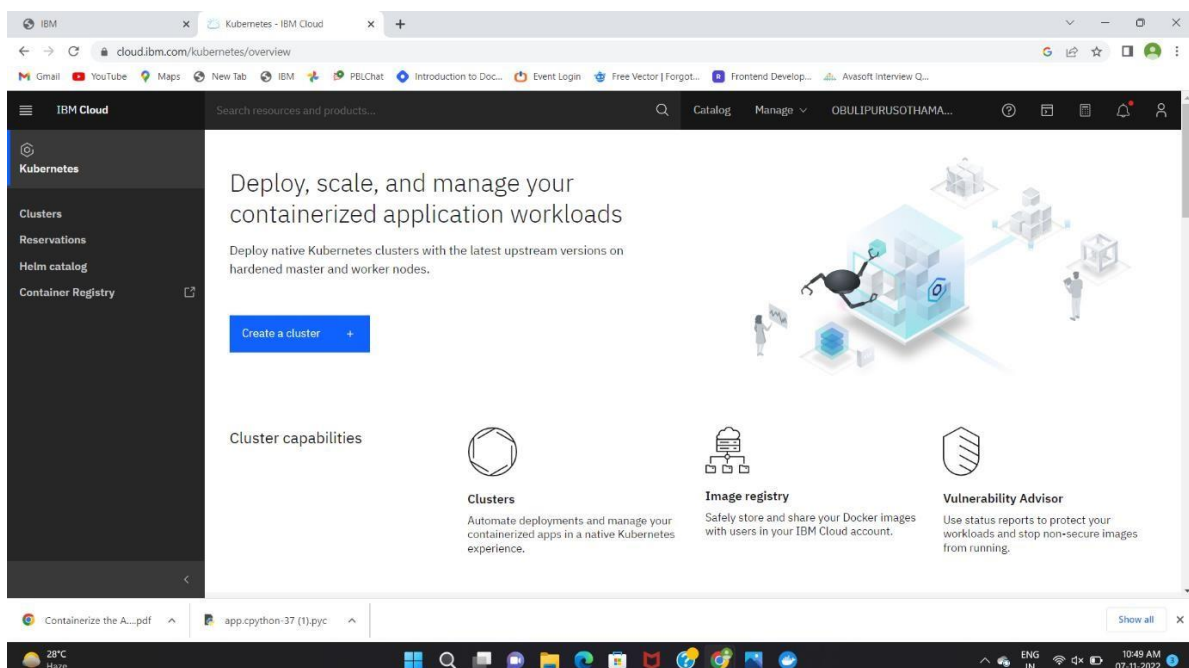 IBM
Kubernetes - IBM Cloud
cloud.ibm.com/kubernetes/overview
Gmail YouTube Maps New Tab IBM PBLChat Introduction to Doc... Event Login Free Vector | Forgot... Frontend Develop... Avasoft Interview Q...
IBM Cloud
Search resources and products...
Catalog Manage OBULIPURUSOTHAMA...
Kubernetes
Clusters
Reservations
Helm catalog
Container Registry
Deploy, scale, and manage your
containerized application workloads
Deploy native Kubernetes clusters with the latest upstream versions on
hardened master and worker nodes.
Create a cluster +
Cluster capabilities
Clusters
Automate deployments and manage your
containerized apps in a native Kubernetes
experience.
Image registry
Safely store and share your Docker images
with users in your IBM Cloud account.
Vulnerability Advisor
Use status reports to protect your
workloads and stop non-secure images
from running.
Containerize the A....pdf
app.cpython-37 (1).pyc
Show all
28°C
Haze
ENG
IN
10:49 AM
07-11-2022
3